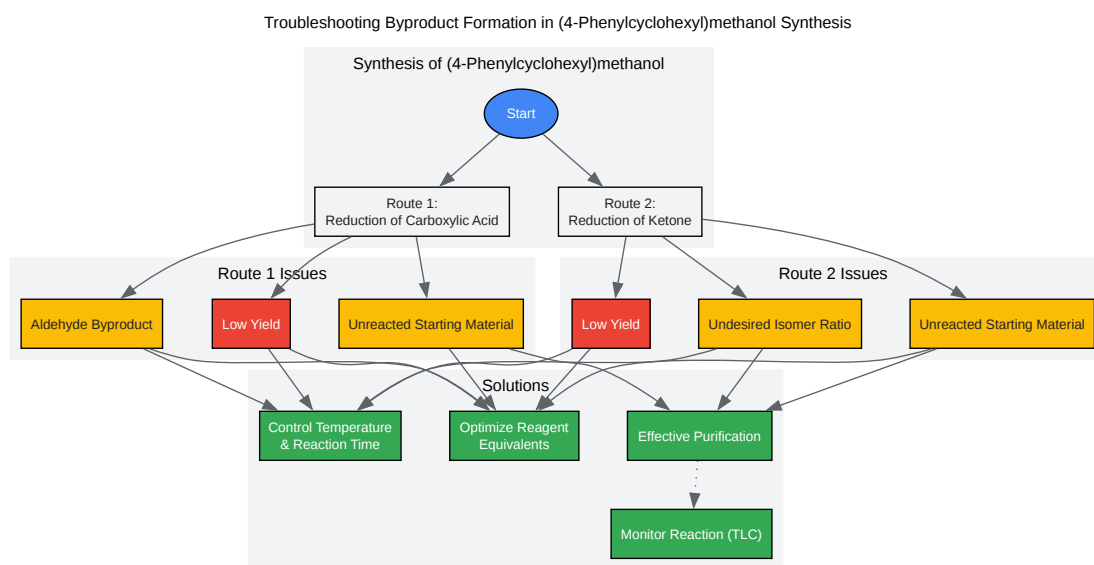 Troubleshooting Byproduct Formation in (4-Phenylcyclohexyl)methanol Synthesis
Synthesis of (4-Phenylcyclohexyl)methanol
Start
Route 1:
Reduction of Carboxylic Acid
Route 2:
Reduction of Ketone
Route 1 Issues
Route 2 Issues
Aldehyde Byproduct
Low Yield
Unreacted Starting Material
Low Yield
Undesired Isomer Ratio
Unreacted Starting Material
Solutions
Control Temperature
& Reaction Time
Optimize Reagent
Equivalents
Effective Purification
Monitor Reaction (TLC)